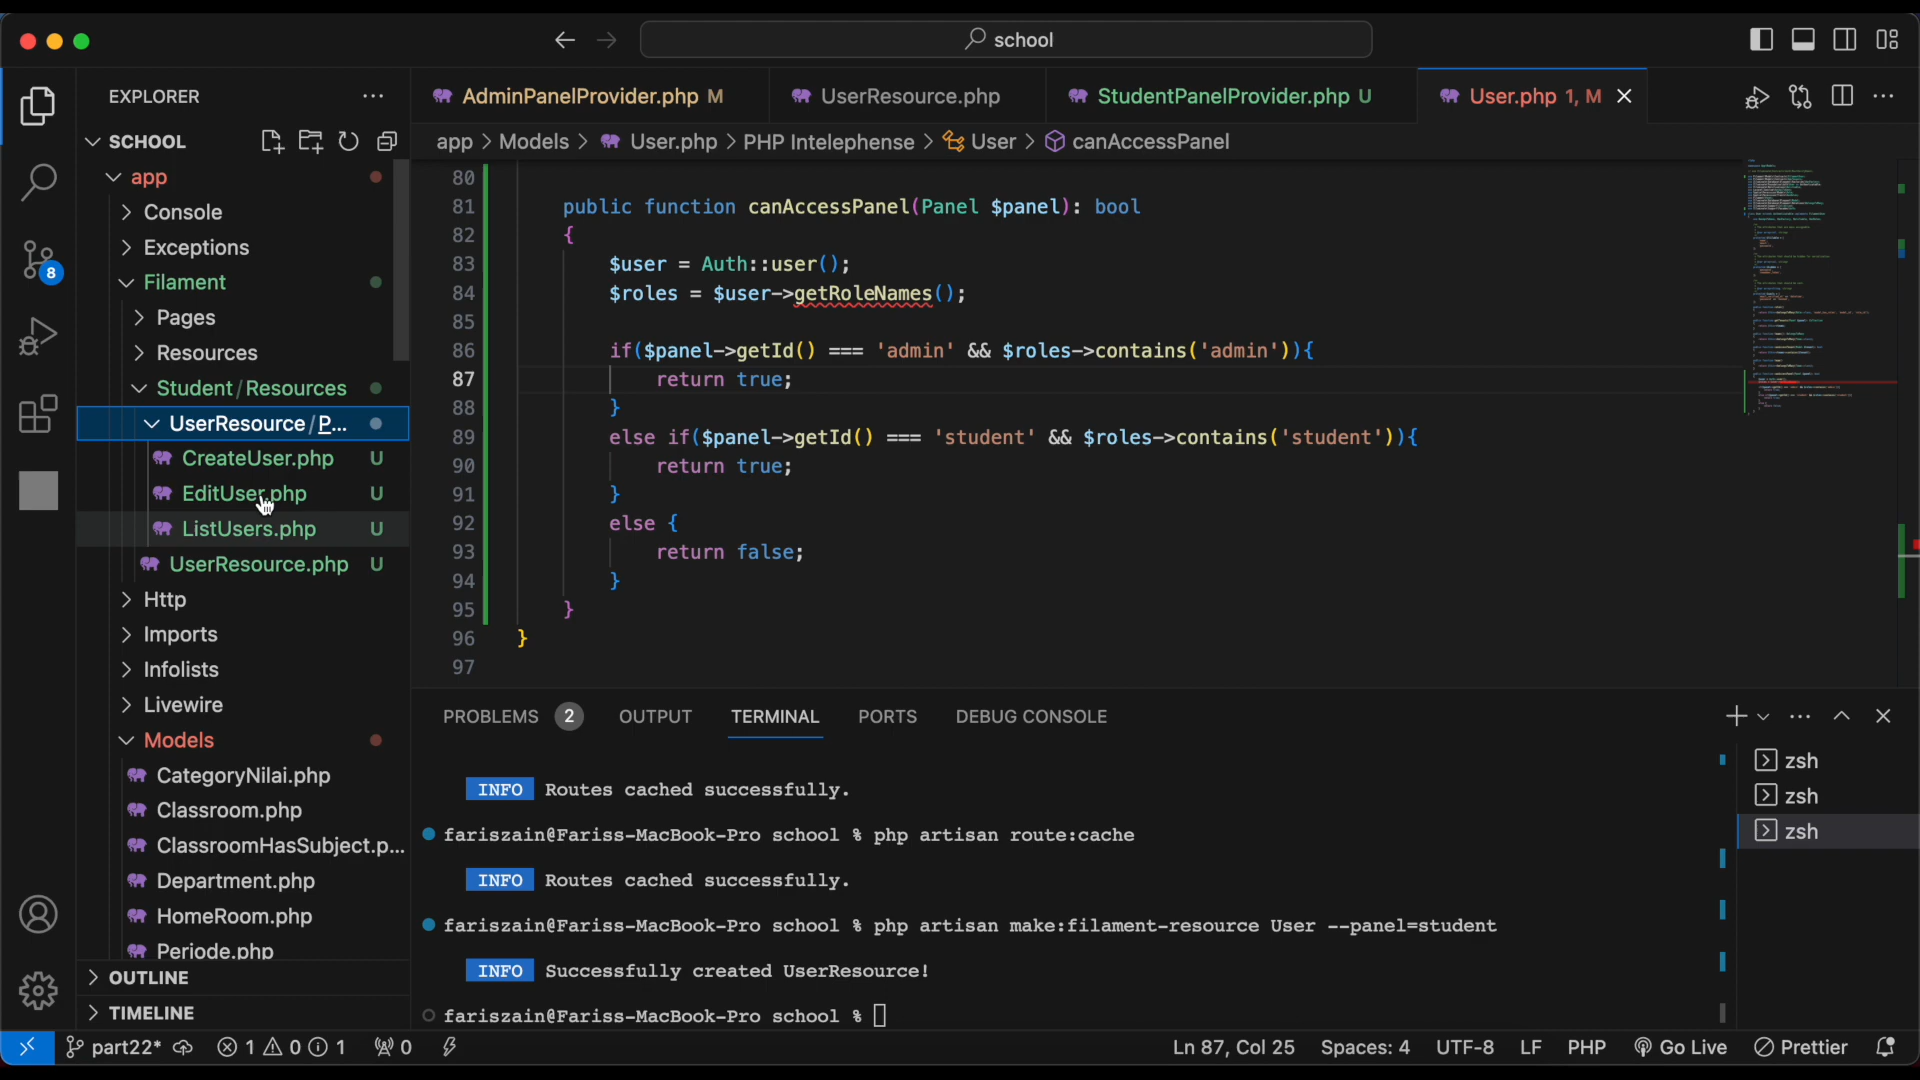 school
EXPLORER
SCHOOL
app
Console
Exceptions
Filament
Pages
Resources
Student / Resources
UserResource / P...
CreateUser.php U
EditUser.php U
ListUsers.php U
UserResource.php U
Http
Imports
Infolists
Livewire
Models
CategoryNilai.php
Classroom.php
ClassroomHasSubject.p...
Department.php
HomeRoom.php
Periode.php
OUTLINE
TIMELINE
8
AdminPanelProvider.php M
UserResource.php
StudentPanelProvider.php U
User.php 1, M
app > Models > User.php > PHP Intelephense > User > canAccessPanel
80
81 public function canAccessPanel(Panel $panel): bool
82 {
83 $user = Auth::user();
84 $roles = $user->getRoleNames();
85
86 if($panel->getId() === 'admin' && $roles->contains('admin')){
87 return true;
88 }
89 else if($panel->getId() === 'student' && $roles->contains('student')){
90 return true;
91 }
92 else {
93 return false;
94 }
95 }
96 }
97
PROBLEMS 2 OUTPUT TERMINAL PORTS DEBUG CONSOLE
INFO Routes cached successfully.
fariszain@Fariss-MacBook-Pro school % php artisan route:cache
INFO Routes cached successfully.
fariszain@Fariss-MacBook-Pro school % php artisan make:filament-resource User --panel=student
INFO Successfully created UserResource!
fariszain@Fariss-MacBook-Pro school %
zsh
zsh
zsh
part22* 1 0 1 0 Ln 87, Col 25 Spaces: 4 UTF-8 LF PHP Go Live Prettier